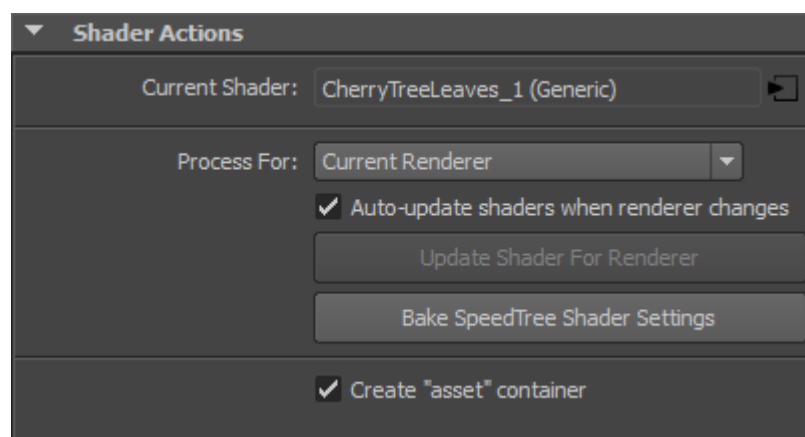 Shader Actions
Current Shader: CherryTreeLeaves_1 (Generic)
Process For: Current Renderer
Auto-update shaders when renderer changes
Update Shader For Renderer
Bake SpeedTree Shader Settings
Create "asset" container